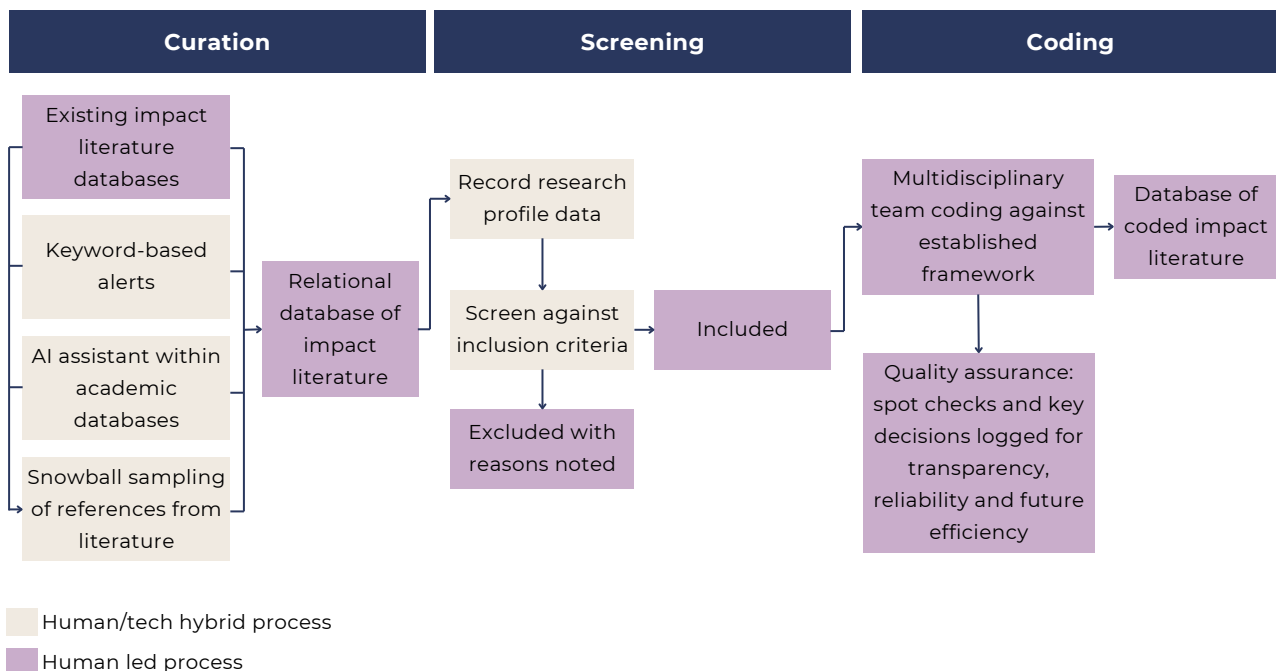 Curation
Existing impact
literature
databases
Keyword-based
alerts
AI assistant within
academic
databases
Snowball sampling
of references from
literature
Relational
database of
impact
literature
Screening
Record research
profile data
Screen against
inclusion criteria
Included
Excluded with
reasons noted
Coding
Multidisciplinary
team coding against
established
framework
Database of
coded impact
literature
Quality assurance:
spot checks and key
decisions logged for
transparency,
reliability and future
efficiency
Human/tech hybrid process
Human led process